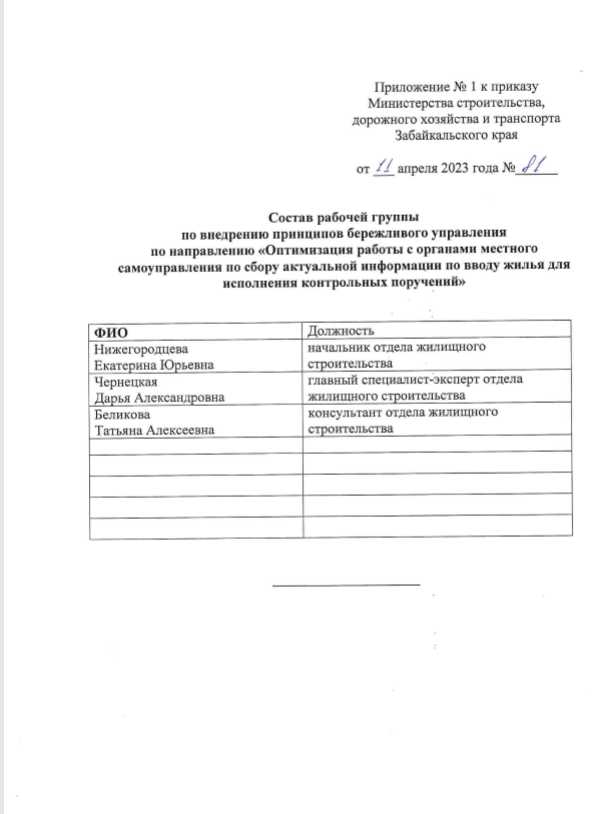 Приложение № 1 к приказу
Министерства строительства,
дорожного хозяйства и транспорта
Забайкальского края
от 11 апреля 2023 года № 81
Состав рабочей группы
по внедрению принципов бережливого управления
по направлению «Оптимизация работы с органами местного
самоуправления по сбору актуальной информации по вводу жилья для
исполнения контрольных поручений»
ФИО Должность
Нижегородцева начальник отдела жилищного
Екатерина Юрьевна строительства
Чернецкая главный специалист-эксперт отдела
Дарья Александровна жилищного строительства
Беликова консультант отдела жилищного
Татьяна Алексеевна строительства